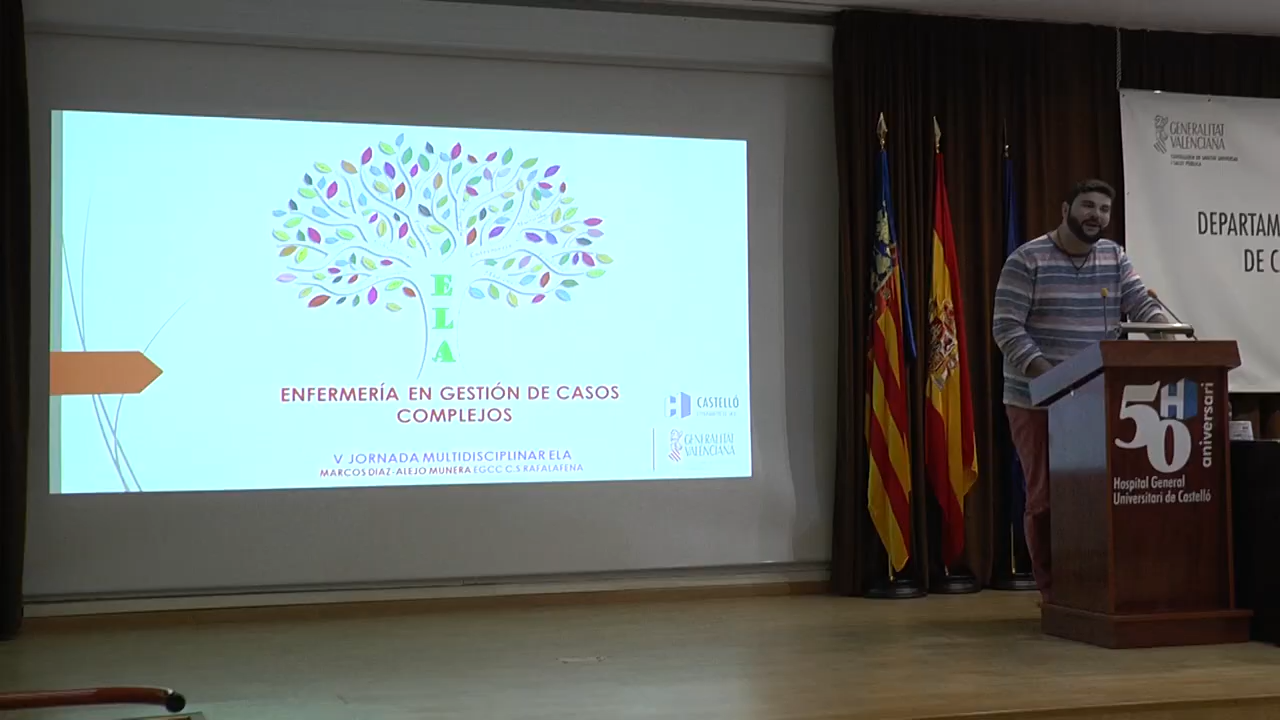 ELA
ENFERMERÍA EN GESTIÓN DE CASOS
COMPLEJOS
V JORNADA MULTIDISCIPLINAR ELA
MARCOS DIAZ-ALEJO MUNERA EGCC C.S RAFALAFENA
CASTELLÓ
GENERALITAT
VALENCIANA
GENERALITAT
VALENCIANA
DEPARTAM
DE C
50
aniversari
Hospital General
Universitari de Castelló